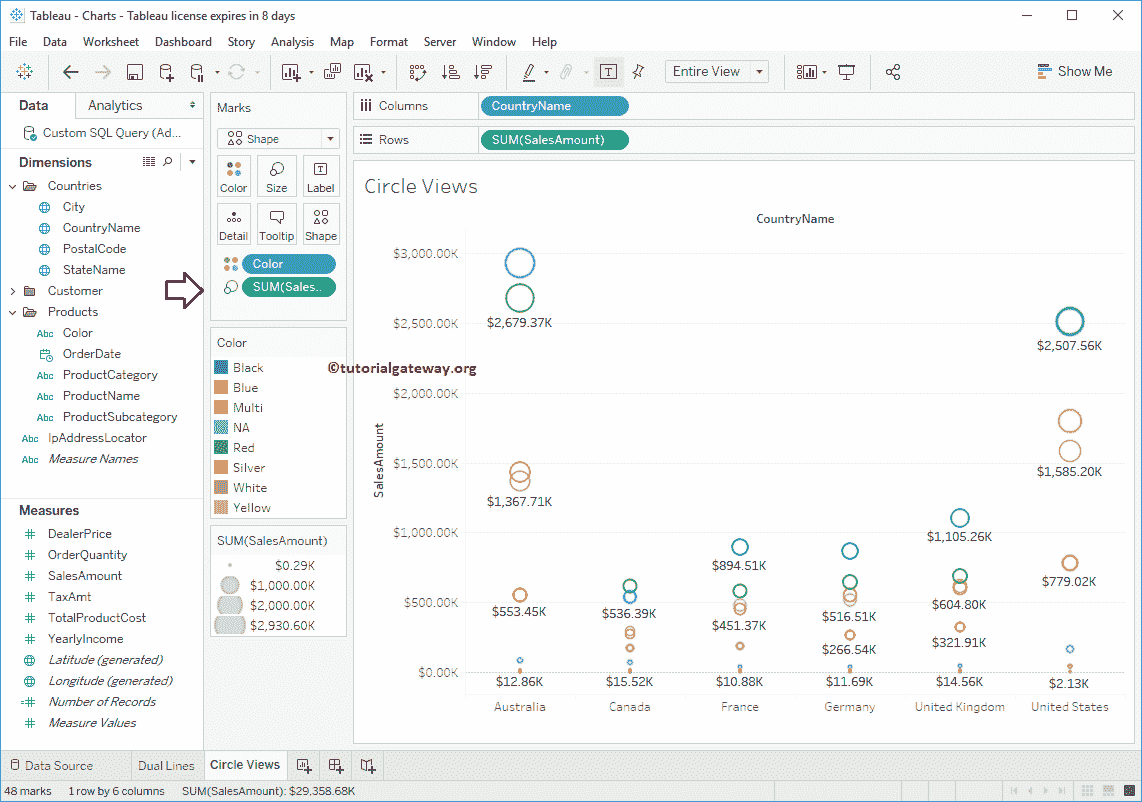 Tableau - Charts - Tableau license expires in 8 days
File Data Worksheet Dashboard Story Analysis Map Format Server Window Help
Entire View
Show Me
Data Analytics
Custom SQL Query (Ad...
Dimensions
Countries
City
CountryName
PostalCode
StateName
Customer
Products
Abc Color
OrderDate
Abc ProductCategory
Abc ProductName
Abc ProductSubcategory
Abc IpAddressLocator
Abc Measure Names
Measures
DealerPrice
OrderQuantity
SalesAmount
TaxAmt
TotalProductCost
YearlyIncome
Latitude (generated)
Longitude (generated)
Number of Records
Measure Values
Marks
Shape
Color Size Label
Detail Tooltip Shape
Color
SUM(Sales..
Color
Black
Blue
Multi
NA
Red
Silver
White
Yellow
SUM(SalesAmount)
$0.29K
$1,000.00K
$2,000.00K
$2,930.60K
Columns CountryName
Rows SUM(SalesAmount)
Circle Views
CountryName
©tutorialgateway.org
SalesAmount
$3,000.00K
$2,500.00K
$2,000.00K
$1,500.00K
$1,000.00K
$500.00K
$0.00K
$2,679.37K
$1,367.71K
$553.45K
$12.86K
$536.39K
$15.52K
$894.51K
$451.37K
$10.88K
$516.51K
$266.54K
$11.69K
$1,105.26K
$604.80K
$321.91K
$14.56K
$2,507.56K
$1,585.20K
$779.02K
$2.13K
Australia Canada France Germany United Kingdom United States
Data Source Dual Lines Circle Views
48 marks 1 row by 6 columns SUM(SalesAmount): $29,358.68K